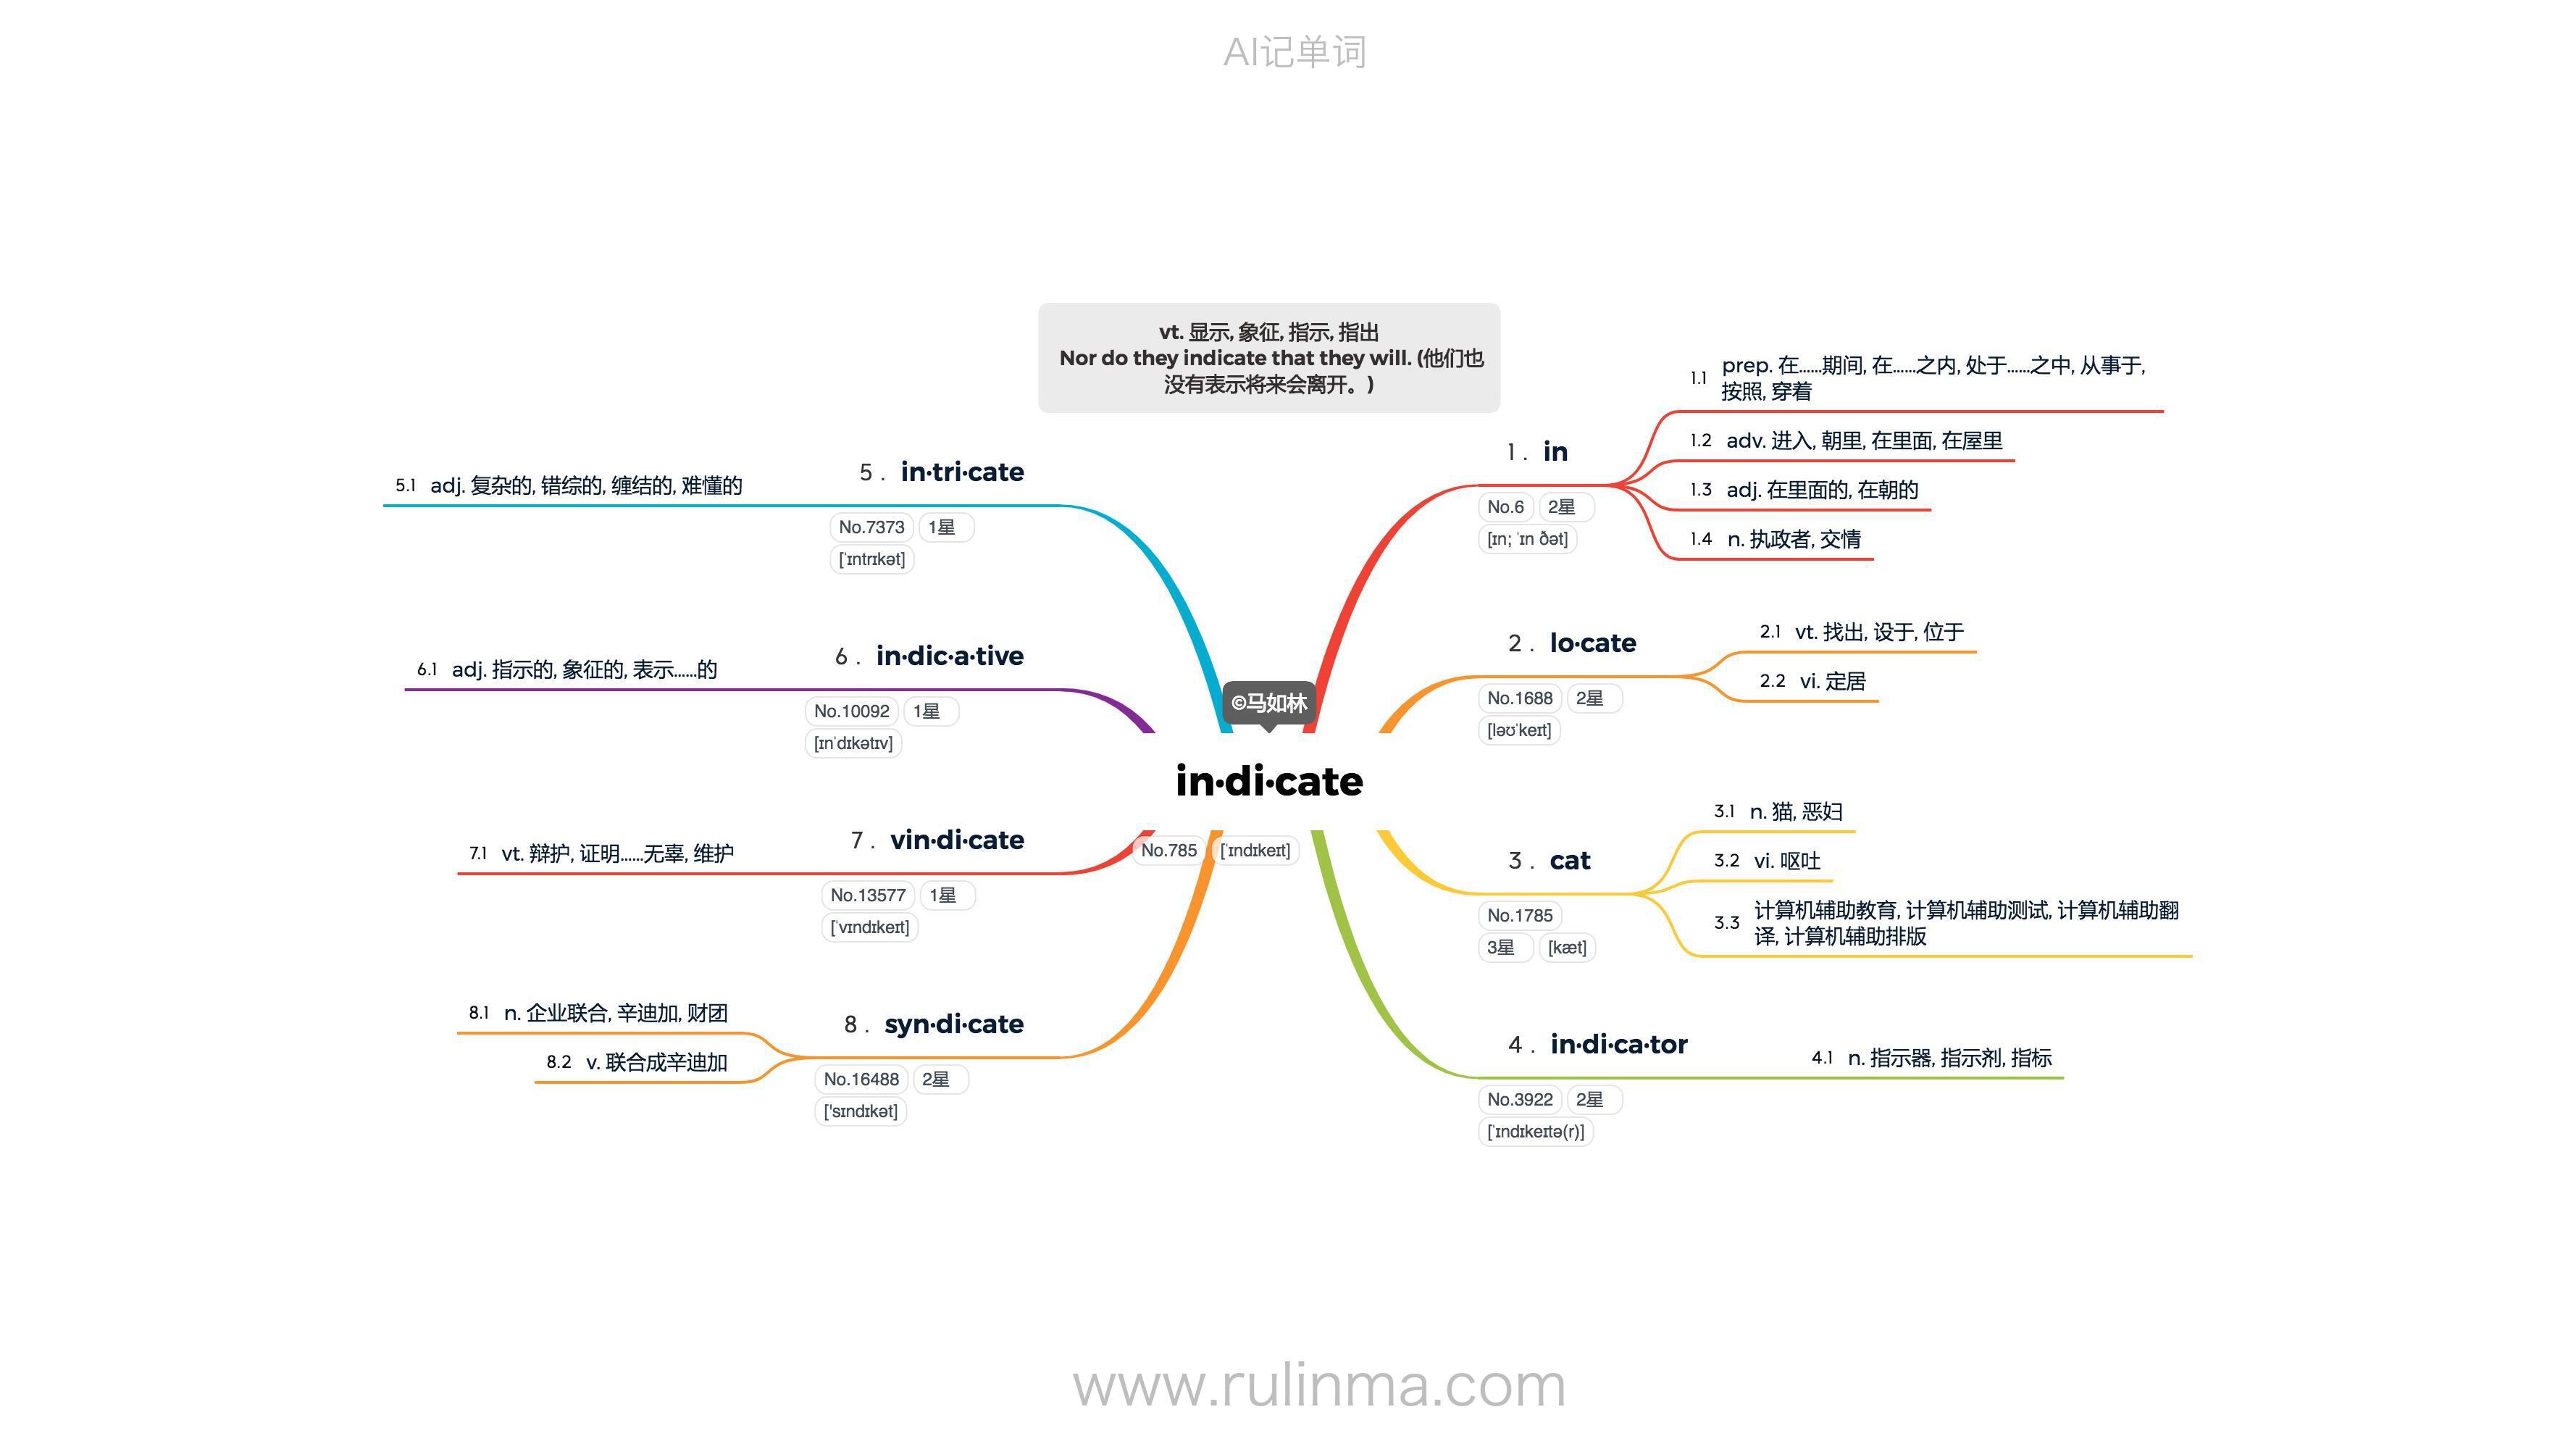 AI记单词
vt. 显示, 象征, 指示, 指出
Nor do they indicate that they will. (他们也
没有表示将来会离开。)
©马如林
in·di·cate
No.785 [ˈɪndɪkeɪt]
1. in
No.6 2星
[ɪn; ˈɪn ðət]
1.1 prep. 在......期间, 在......之内, 处于......之中, 从事于,
按照, 穿着
1.2 adv. 进入, 朝里, 在里面, 在屋里
1.3 adj. 在里面的, 在朝的
1.4 n. 执政者, 交情
2. lo·cate
No.1688 2星
[ləʊˈkeɪt]
2.1 vt. 找出, 设于, 位于
2.2 vi. 定居
3. cat
No.1785
3星 [kæt]
3.1 n. 猫, 恶妇
3.2 vi. 呕吐
3.3 计算机辅助教育, 计算机辅助测试, 计算机辅助翻
译, 计算机辅助排版
4. in·di·ca·tor
No.3922 2星
[ˈɪndɪkeɪtə(r)]
4.1 n. 指示器, 指示剂, 指标
5. in·tri·cate
No.7373 1星
[ˈɪntrɪkət]
5.1 adj. 复杂的, 错综的, 缠结的, 难懂的
6. in·dic·a·tive
No.10092 1星
[ɪnˈdɪkətɪv]
6.1 adj. 指示的, 象征的, 表示......的
7. vin·di·cate
No.13577 1星
[ˈvɪndɪkeɪt]
7.1 vt. 辩护, 证明......无辜, 维护
8. syn·di·cate
No.16488 2星
['sɪndɪkət]
8.1 n. 企业联合, 辛迪加, 财团
8.2 v. 联合成辛迪加
www.rulinma.com